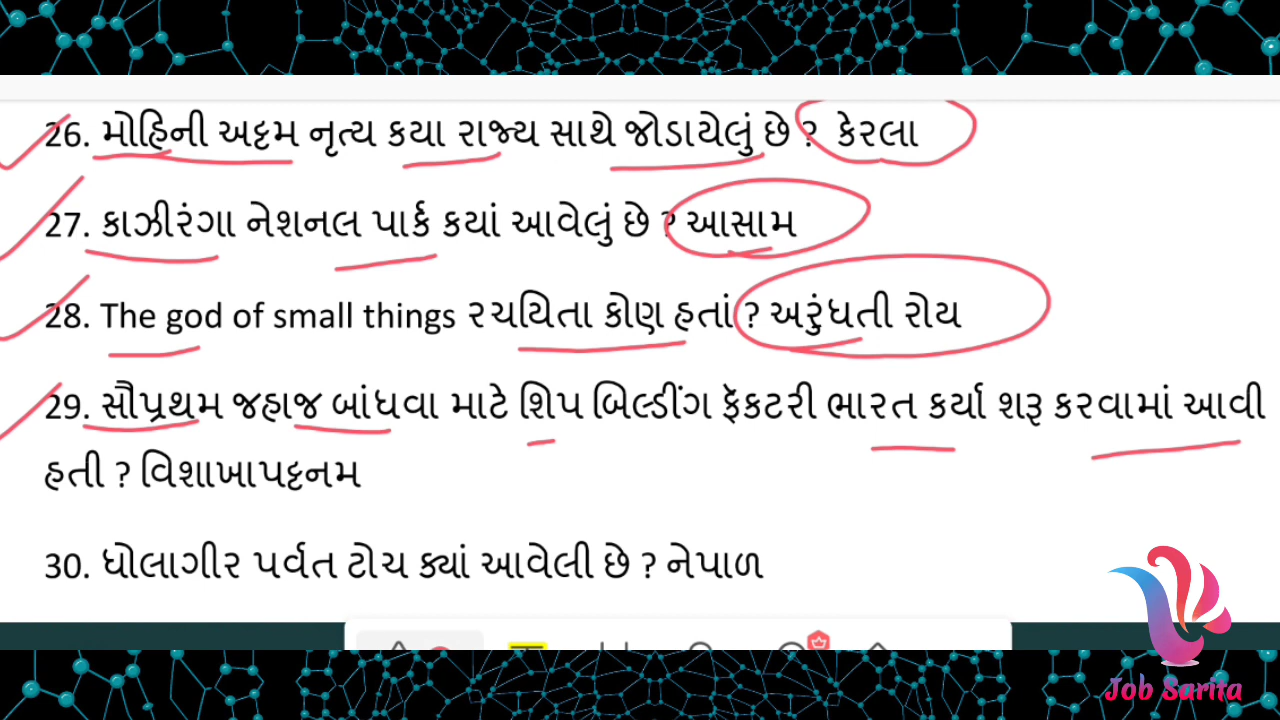 26. મોહિની અટ્ટમ નૃત્ય કયા રાજ્ય સાથે જોડાયેલું છે ? કેરલા
27. કાઝીરંગા નેશનલ પાર્ક કયાં આવેલું છે ? આસામ
28. The god of small things રચયિતા કોણ હતાં ? અરુંધતી રોય
29. સૌપ્રથમ જહાજ બાંધવા માટે શિપ બિલ્ડીંગ ફૅકટરી ભારત કર્યા શરૂ કરવામાં આવી
હતી ? વિશાખાપટ્ટનમ
30. ધોલાગીર પર્વત ટોચ ક્યાં આવેલી છે ? નેપાળ
Job Sarita